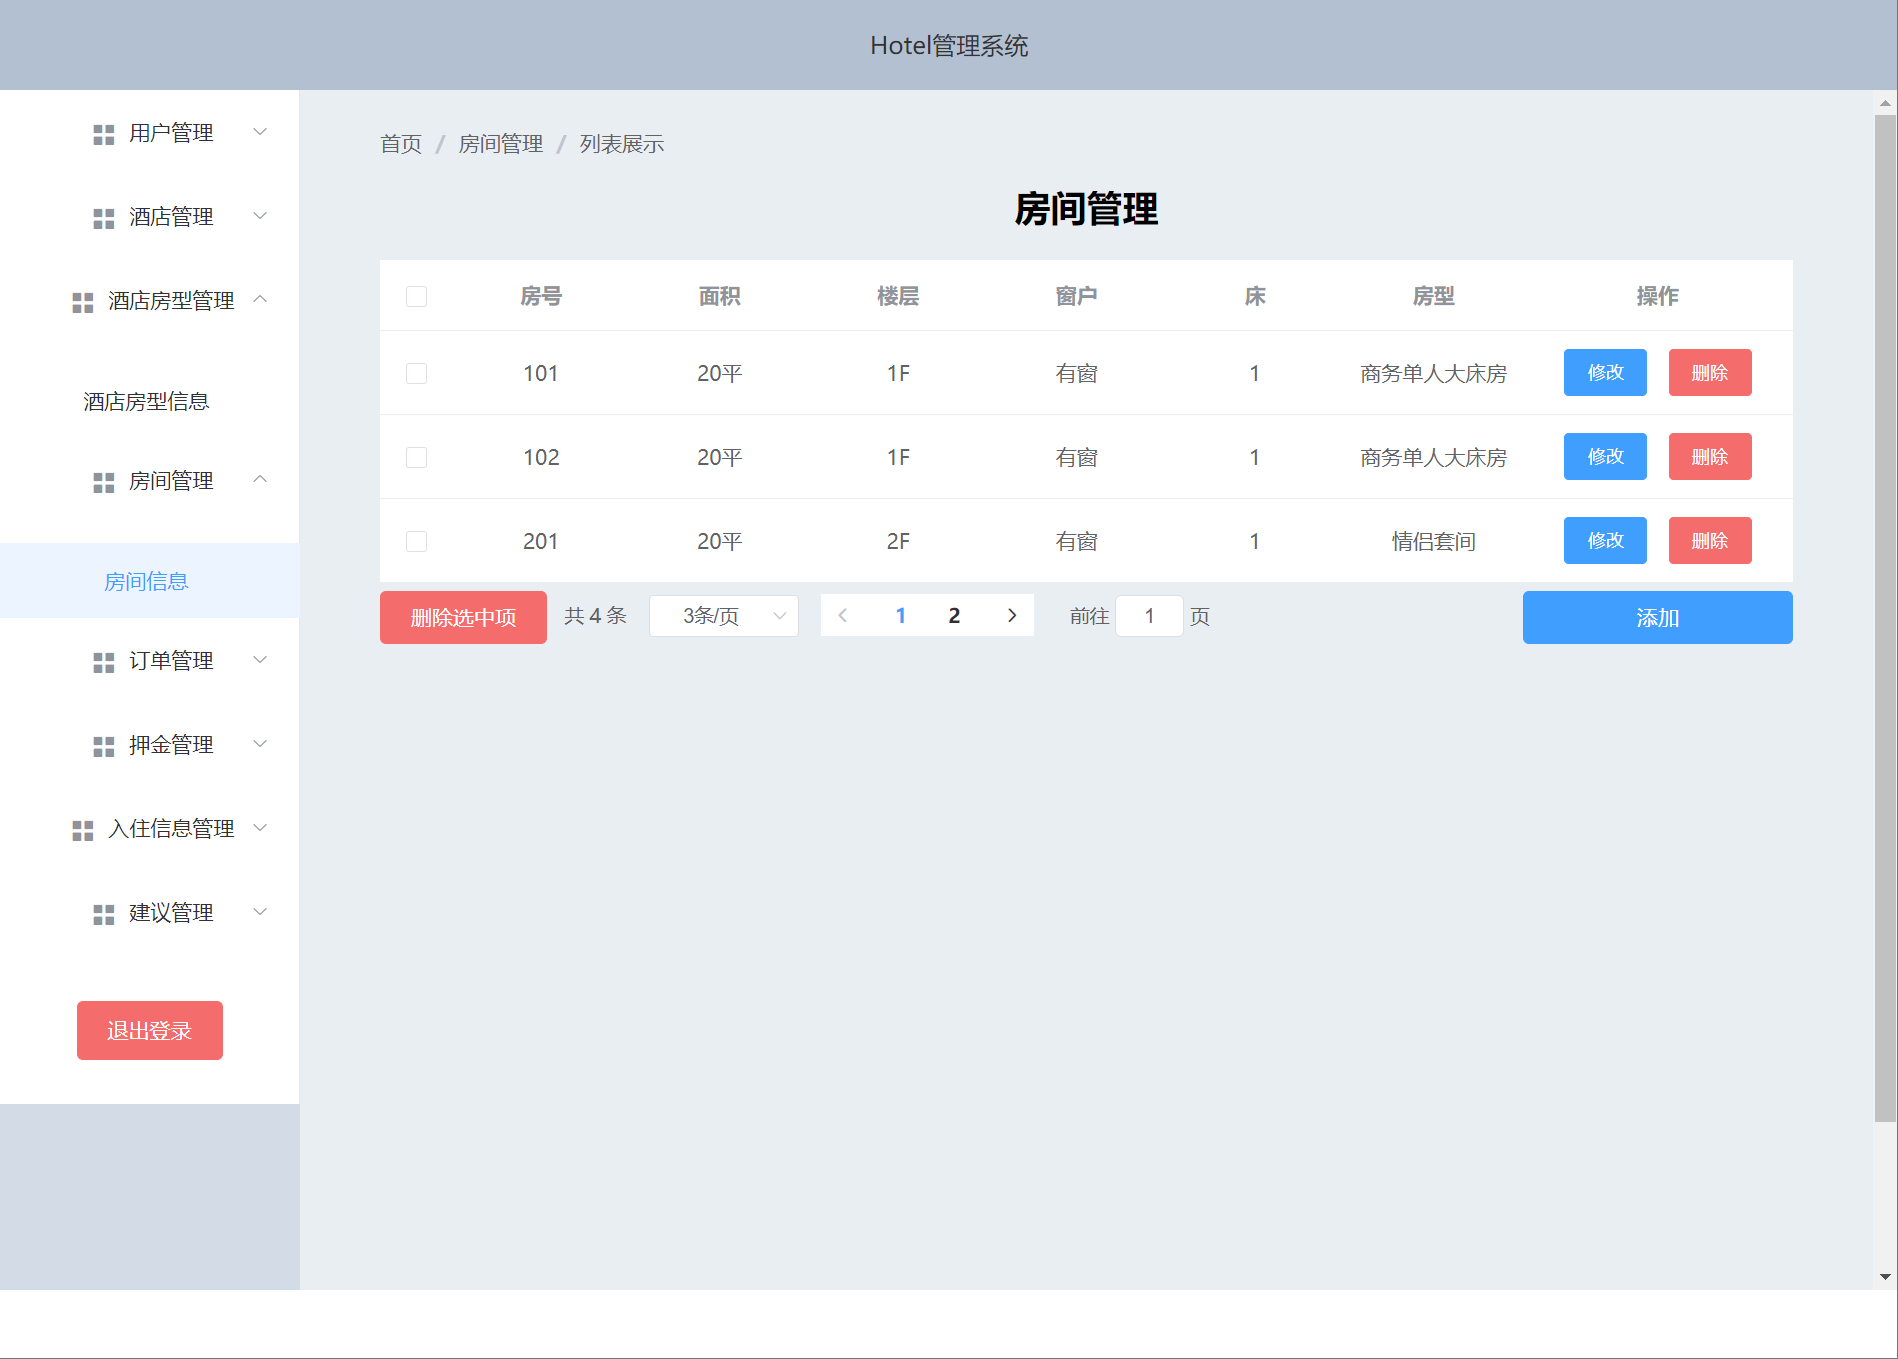 Hotel管理系统
用户管理
酒店管理
酒店房型管理
酒店房型信息
房间管理
房间信息
订单管理
押金管理
入住信息管理
建议管理
退出登录
首页 / 房间管理 / 列表展示
房间管理
房号 面积 楼层 窗户 床 房型 操作
101 20平 1F 有窗 1 商务单人大床房 修改 删除
102 20平 1F 有窗 1 商务单人大床房 修改 删除
201 20平 2F 有窗 1 情侣套间 修改 删除
删除选中项 共 4 条 3条/页 1 2 前往 1 页 添加